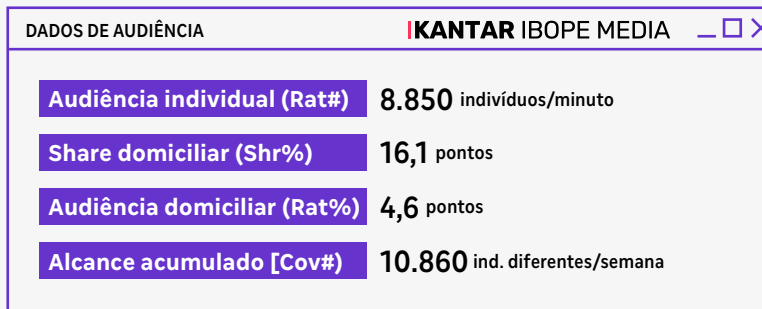 DADOS DE AUDIÊNCIA KANTAR IBOPE MEDIA
Audiência individual (Rat#) 8.850 indivíduos/minuto
Share domiciliar (Shr%) 16,1 pontos
Audiência domiciliar (Rat%) 4,6 pontos
Alcance acumulado [Cov#) 10.860 ind. diferentes/semana